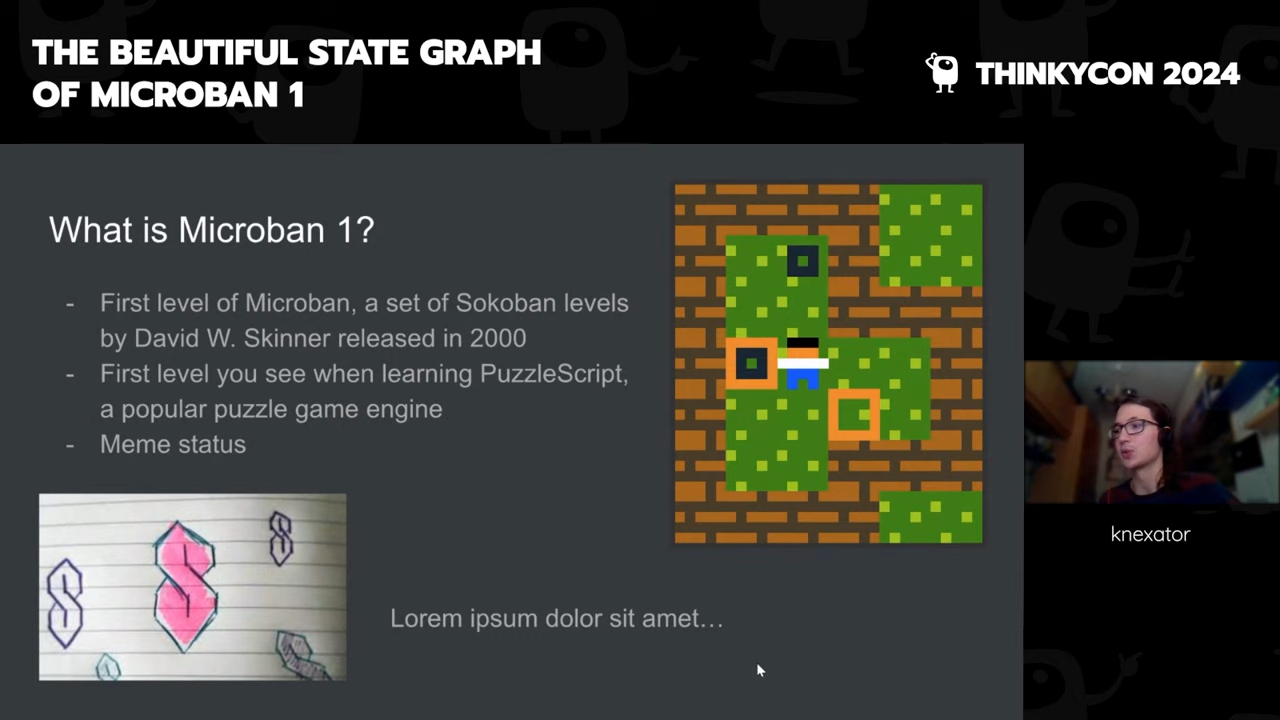 THE BEAUTIFUL STATE GRAPH
OF MICROBAN 1
THINKYCON 2024
What is Microban 1?
- First level of Microban, a set of Sokoban levels
by David W. Skinner released in 2000
- First level you see when learning PuzzleScript,
a popular puzzle game engine
- Meme status
Lorem ipsum dolor sit amet…
knexator